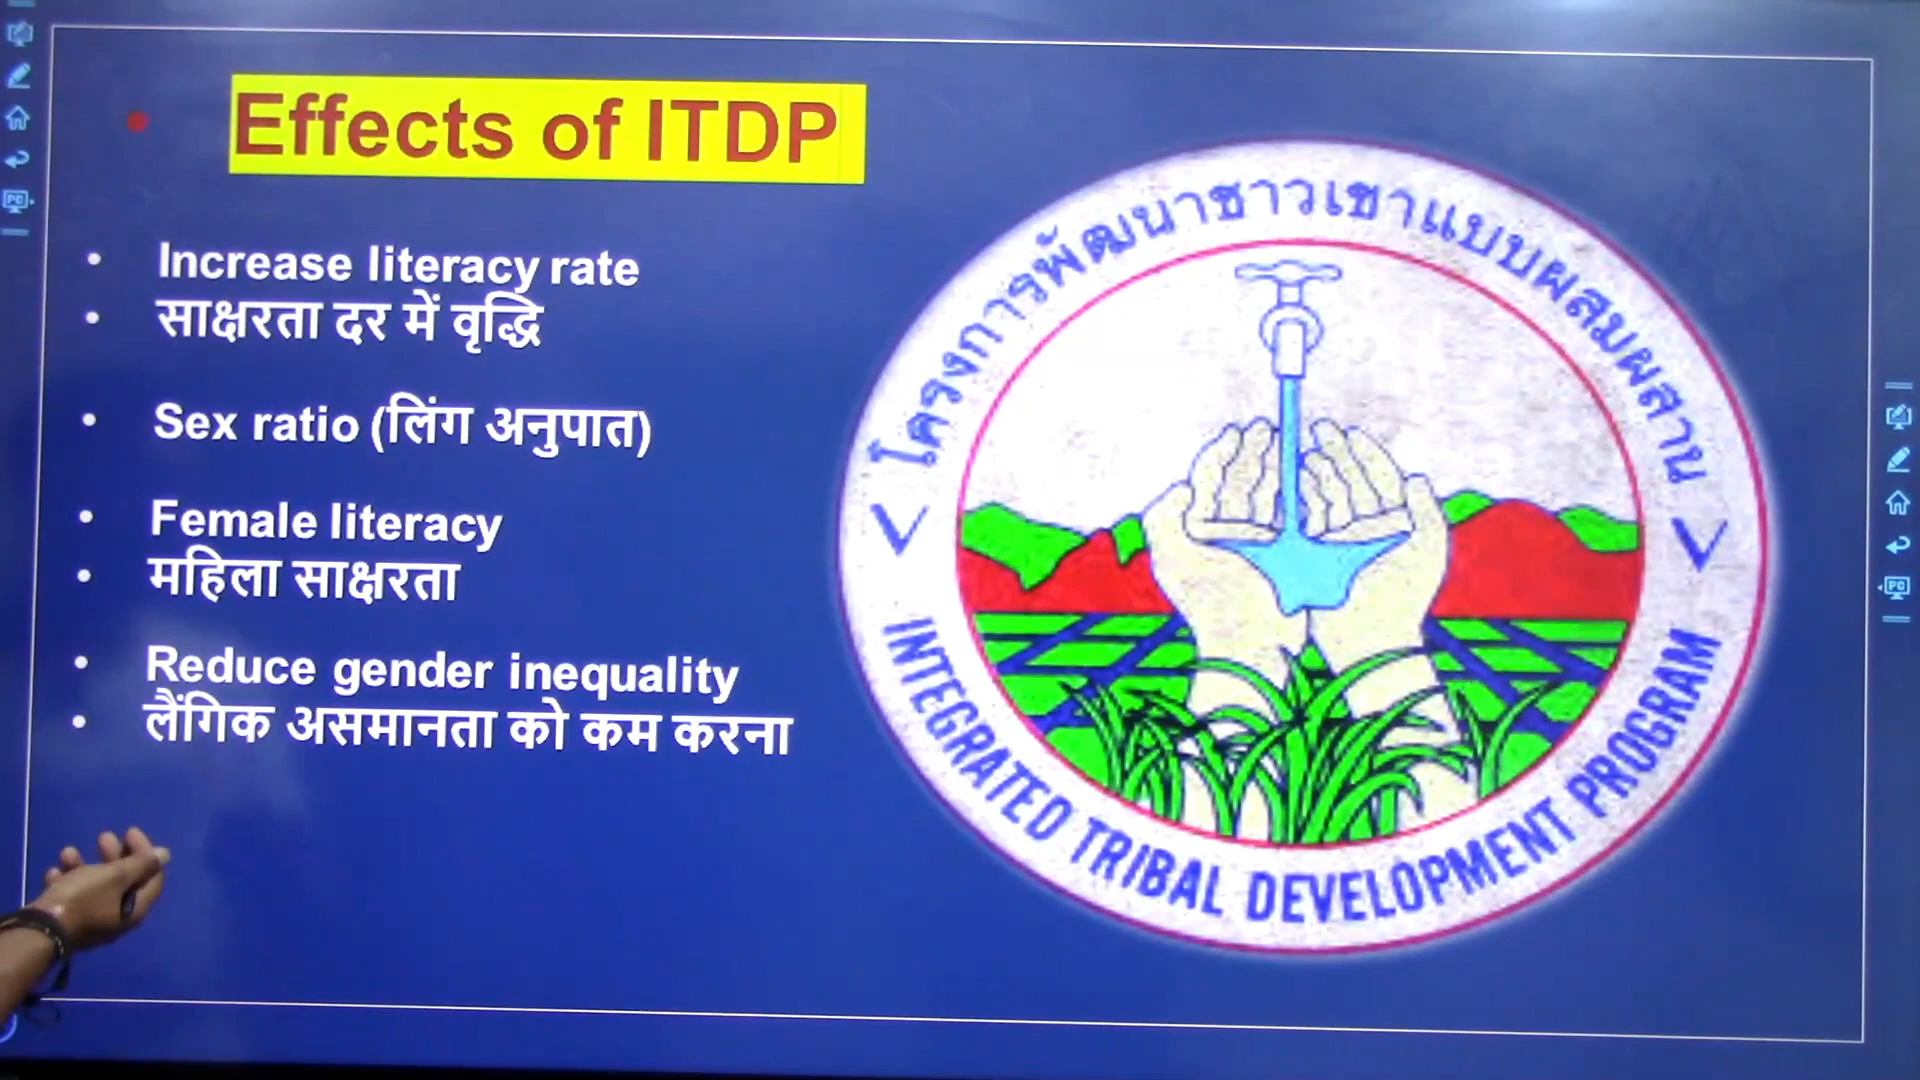 Effects of ITDP
Increase literacy rate
साक्षरता दर में वृद्धि
Sex ratio (लिंग अनुपात)
Female literacy
महिला साक्षरता
Reduce gender inequality
लैंगिक असमानता को कम करना
โครงการพัฒนาชาวเขาแบบผสมผสาน
INTEGRATED TRIBAL DEVELOPMENT PROGRAM
PC
PC